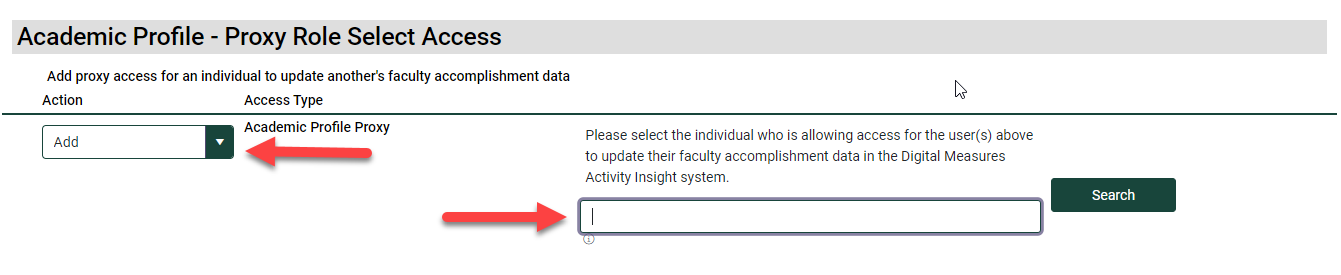 Academic Profile - Proxy Role Select Access
Add proxy access for an individual to update another's faculty accomplishment data
Action Access Type
Add
Academic Profile Proxy
Please select the individual who is allowing access for the user(s) above
to update their faculty accomplishment data in the Digital Measures
Activity Insight system.
Search